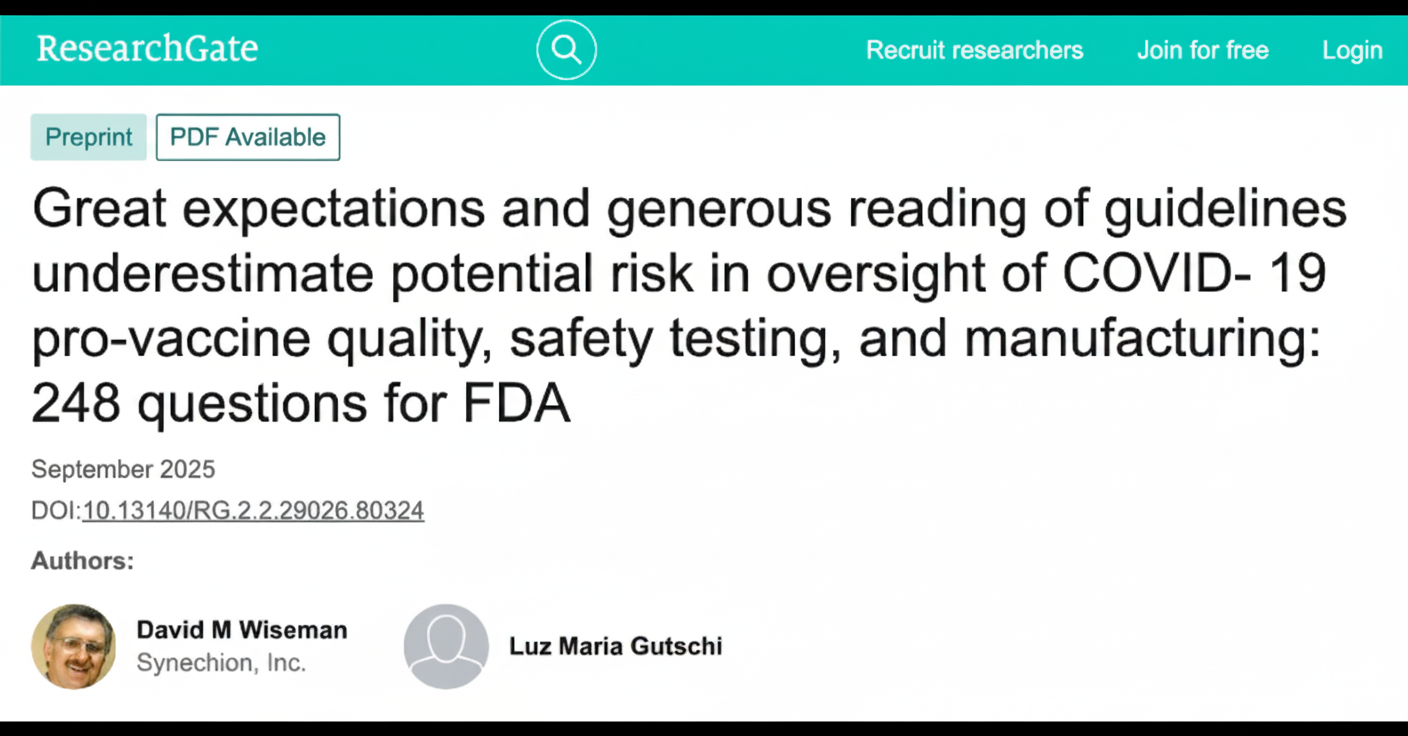 ResearchGate
Recruit researchers
Join for free
Login
Preprint
PDF Available
Great expectations and generous reading of guidelines
underestimate potential risk in oversight of COVID- 19
pro-vaccine quality, safety testing, and manufacturing:
248 questions for FDA
September 2025
DOI:10.13140/RG.2.2.29026.80324
Authors:
David M Wiseman
Synechion, Inc.
Luz Maria Gutschi